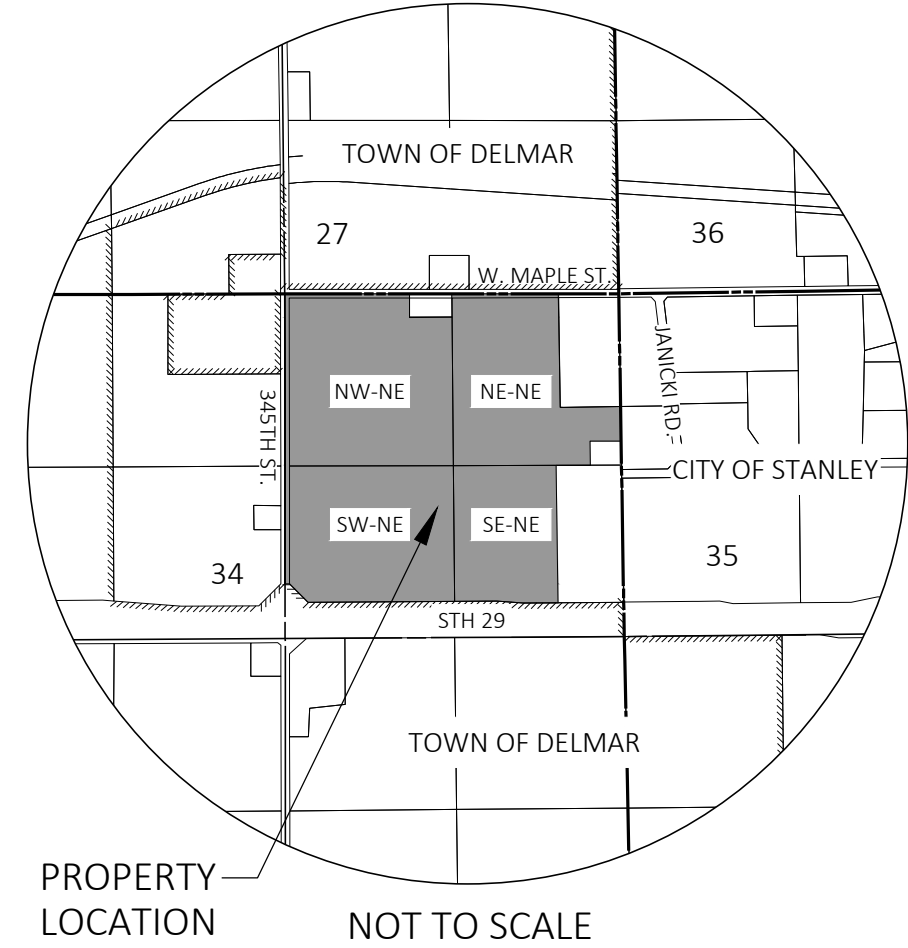 TOWN OF DELMAR
27
36
W. MAPLE ST.
JANICKI RD.
345TH ST.
NW-NE
NE-NE
CITY OF STANLEY
SW-NE
SE-NE
34
35
STH 29
TOWN OF DELMAR
PROPERTY
LOCATION
NOT TO SCALE